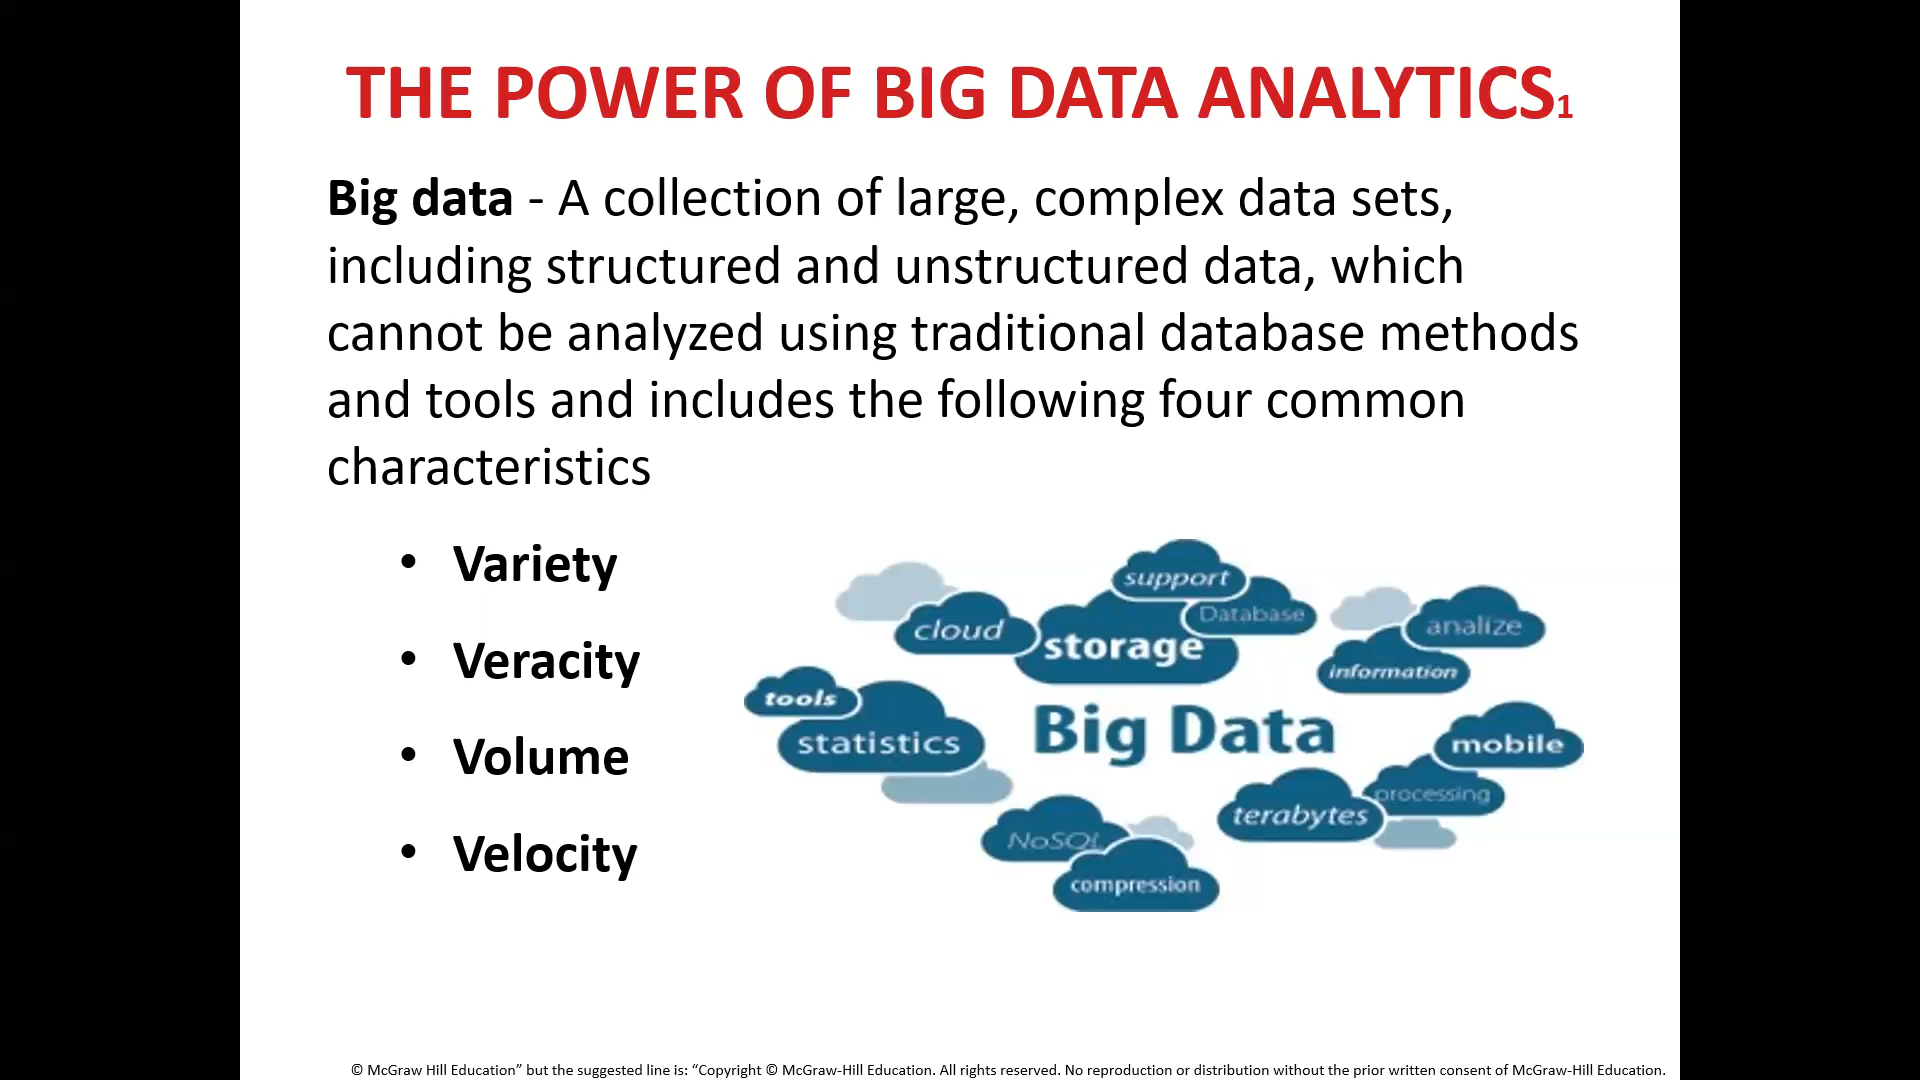 THE POWER OF BIG DATA ANALYTICS1
Big data - A collection of large, complex data sets,
including structured and unstructured data, which
cannot be analyzed using traditional database methods
and tools and includes the following four common
characteristics
• Variety
• Veracity
• Volume
• Velocity
support
Database
cloud
storage
analize
information
tools
statistics
Big Data
mobile
processing
terabytes
NoSQL
compression
© McGraw Hill Education” but the suggested line is: “Copyright © McGraw-Hill Education. All rights reserved. No reproduction or distribution without the prior written consent of McGraw-Hill Education.